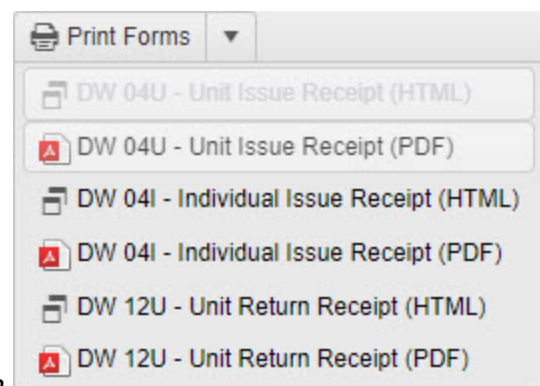 Print Forms
DW 04U - Unit Issue Receipt (HTML)
DW 04U - Unit Issue Receipt (PDF)
DW 04I - Individual Issue Receipt (HTML)
DW 04I - Individual Issue Receipt (PDF)
DW 12U - Unit Return Receipt (HTML)
DW 12U - Unit Return Receipt (PDF)